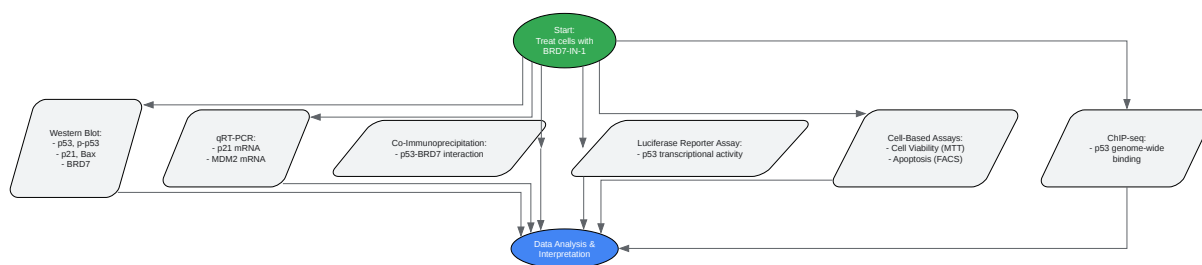 Start:
Treat cells with
BRD7-IN-1
Western Blot:
- p53, p-p53
- p21, Bax
- BRD7
qRT-PCR:
- p21 mRNA
- MDM2 mRNA
Co-Immunoprecipitation:
- p53-BRD7 interaction
Luciferase Reporter Assay:
- p53 transcriptional activity
Cell-Based Assays:
- Cell Viability (MTT)
- Apoptosis (FACS)
ChIP-seq:
- p53 genome-wide
binding
Data Analysis &
Interpretation